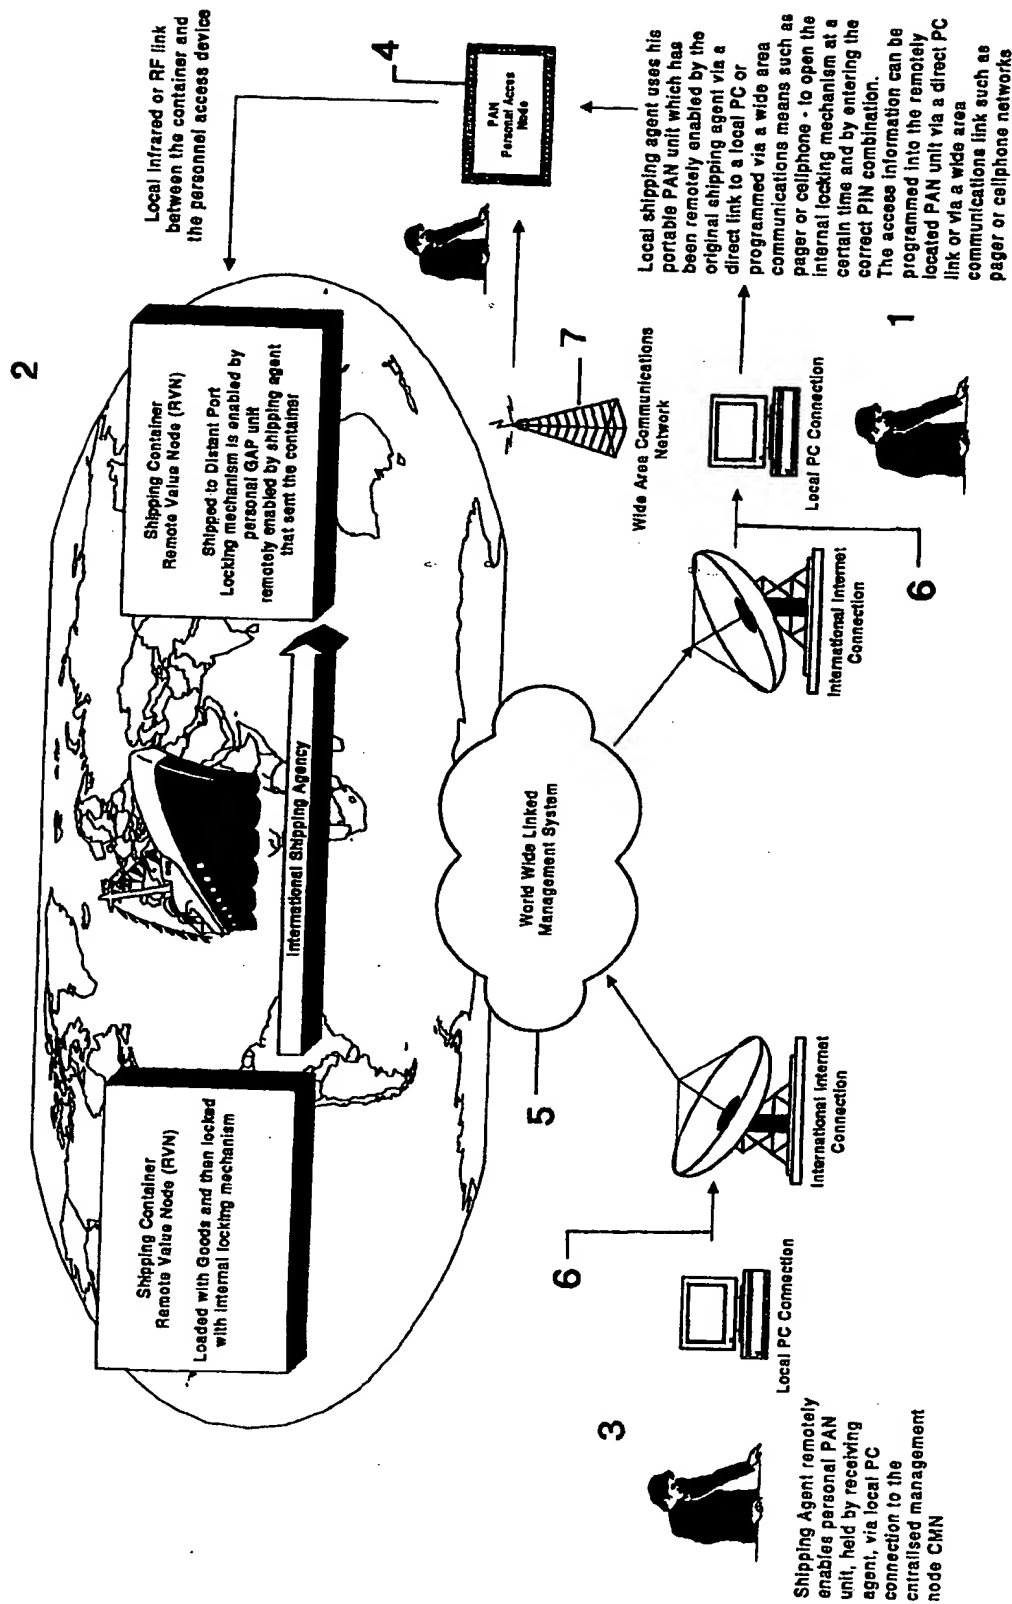 2
Shipping Container
Remote Value Node (RVN)
Loaded with Goods and then locked
with internal locking mechanism
International Shipping Agency
Shipping Container
Remote Value Node (RVN)
Shipped to Distant Port
Locking mechanism is enabled by
personal GAP unit
remotely enabled by shipping agent
that sent the container
Local Infrared or RF link
between the container and
the personnel access device
4
PAN
Personal Acces
Node
5
World Wide Linked
Management System
7
Wide Area Communications
Network
3
Shipping Agent remotely
enables personal PAN
unit, held by receiving
agent, via local PC
connection to the
cntralised management
node CMN
Local PC Connection
6
International Internet
Connection
International Internet
Connection
6
Local PC Connection
1
Local shipping agent uses his
portable PAN unit which has
been remotely enabled by the
original shipping agent via a
direct link to a local PC or
programmed via a wide area
communications means such as
pager or cellphone - to open the
internal locking mechanism at a
certain time and by entering the
correct PIN combination.
The access information can be
programmed into the remotely
located PAN unit via a direct PC
link or via a wide area
communications link such as
pager or cellphone networks